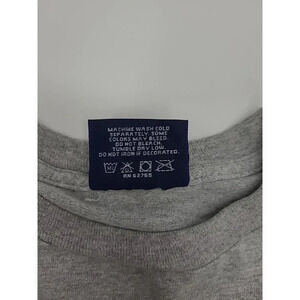 MACHINE WASH COLD
SEPARATELY. SOME
COLORS MAY BLEED.
DO NOT BLEACH.
TUMBLE DRY LOW.
DO NOT IRON IF DECORATED.
RN 62755